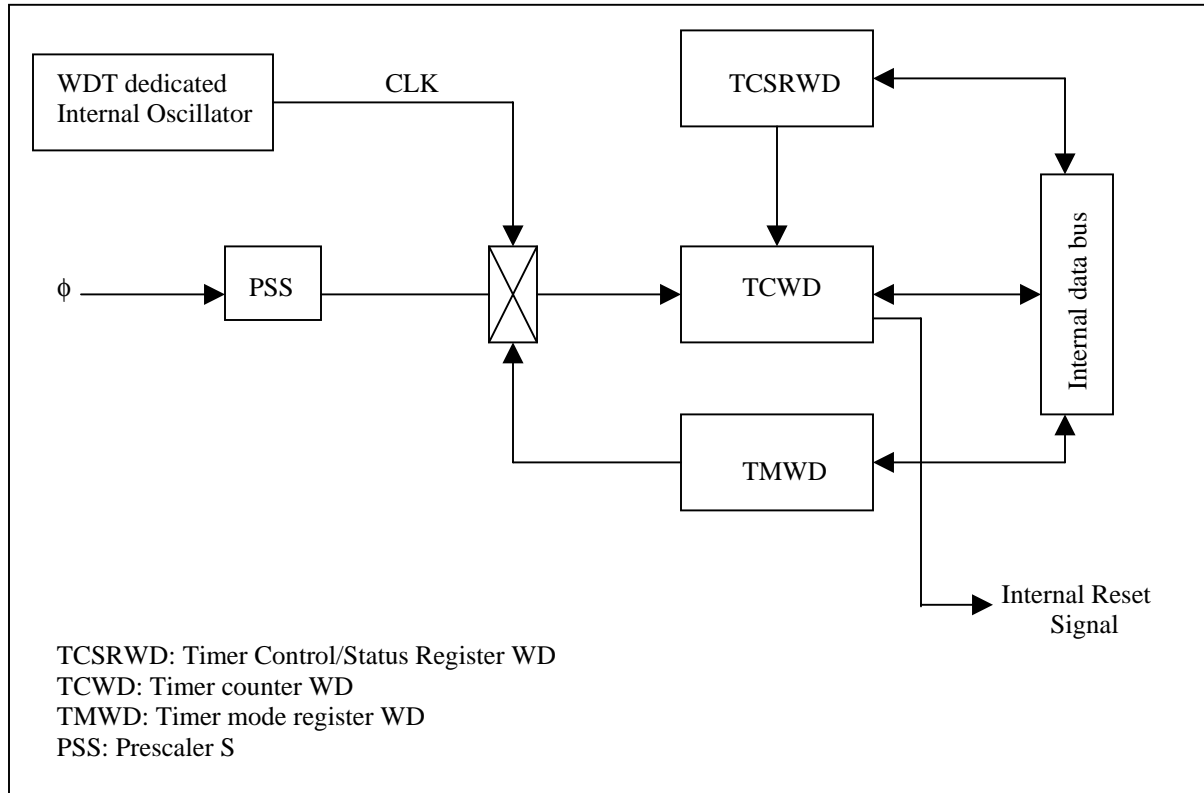 WDT dedicated
Internal Oscillator
CLK
TCSRWD
ϕ
PSS
TCWD
Internal data bus
TMWD
Internal Reset
Signal
TCSRWD: Timer Control/Status Register WD
TCWD: Timer counter WD
TMWD: Timer mode register WD
PSS: Prescaler S